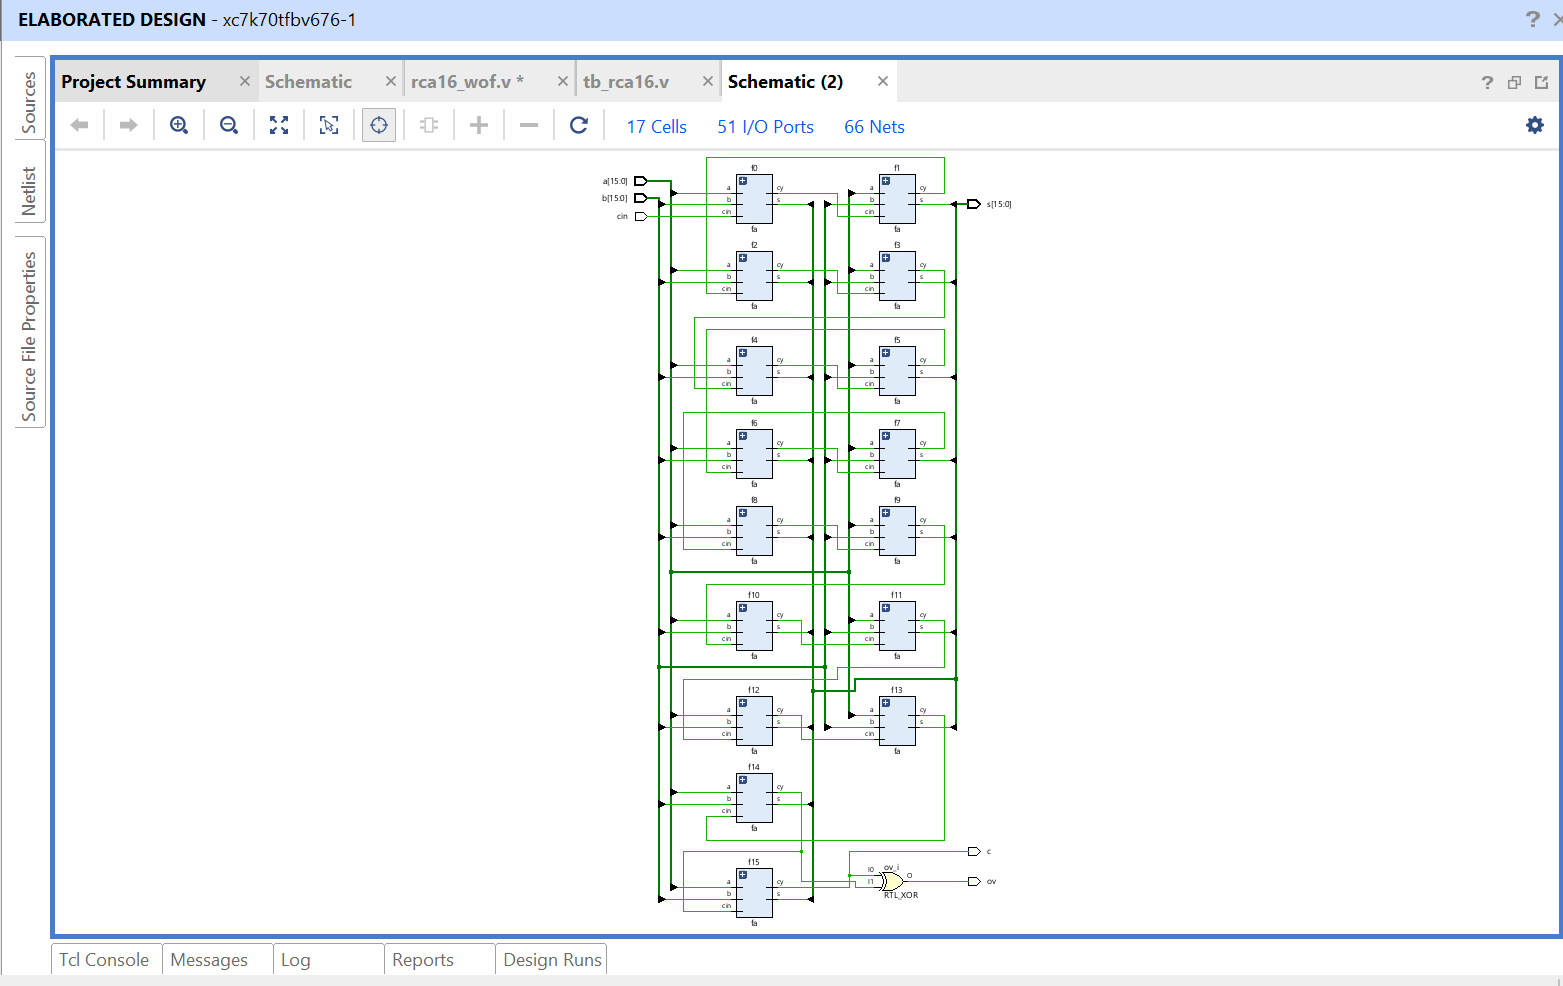 ELABORATED DESIGN - xc7k70tfbv676-1 ? ×
Sources
Netlist
Source File Properties
Project Summary × Schematic × rca16_wof.v * × tb_rca16.v × Schematic (2) × ?
17 Cells 51 I/O Ports 66 Nets
a[15:0]
b[15:0]
cin
f0
a
b
cin
cy
s
fa
f1
a
b
cin
cy
s
fa
s[15:0]
f2
a
b
cin
cy
s
fa
f3
a
b
cin
cy
s
fa
f4
a
b
cin
cy
s
fa
f5
a
b
cin
cy
s
fa
f6
a
b
cin
cy
s
fa
f7
a
b
cin
cy
s
fa
f8
a
b
cin
cy
s
fa
f9
a
b
cin
cy
s
fa
f10
a
b
cin
cy
s
fa
f11
a
b
cin
cy
s
fa
f12
a
b
cin
cy
s
fa
f13
a
b
cin
cy
s
fa
f14
a
b
cin
cy
s
fa
f15
a
b
cin
cy
s
fa
c
ov_i
I0
I1
O
RTL_XOR
ov
Tcl Console Messages Log Reports Design Runs